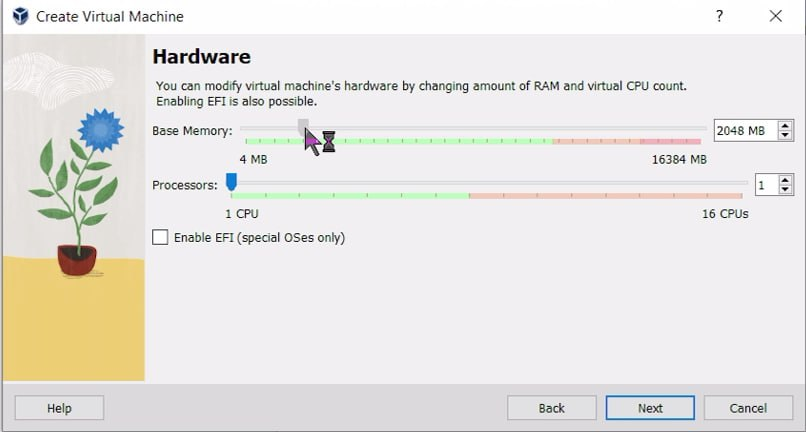 Create Virtual Machine
?
Hardware
You can modify virtual machine's hardware by changing amount of RAM and virtual CPU count.
Enabling EFI is also possible.
Base Memory: 2048 MB
4 MB 16384 MB
Processors: 1
1 CPU 16 CPUs
Enable EFI (special OSes only)
Help Back Next Cancel